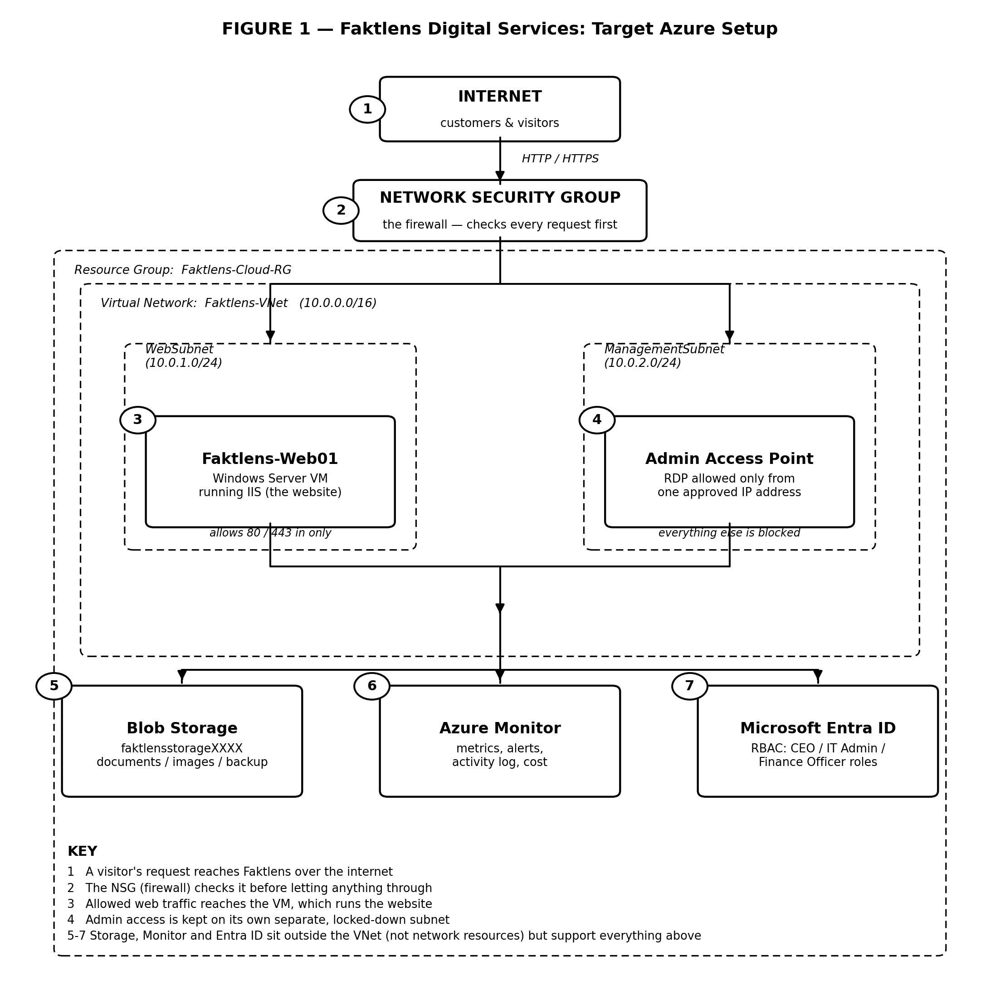 FIGURE 1 — Faktlens Digital Services: Target Azure Setup
1
INTERNET
customers & visitors
HTTP / HTTPS
2
NETWORK SECURITY GROUP
the firewall — checks every request first
Resource Group: Faktlens-Cloud-RG
Virtual Network: Faktlens-VNet (10.0.0.0/16)
WebSubnet
(10.0.1.0/24)
3
Faktlens-Web01
Windows Server VM
running IIS (the website)
allows 80 / 443 in only
ManagementSubnet
(10.0.2.0/24)
4
Admin Access Point
RDP allowed only from
one approved IP address
everything else is blocked
5
Blob Storage
faktlensstorageXXXX
documents / images / backup
6
Azure Monitor
metrics, alerts,
activity log, cost
7
Microsoft Entra ID
RBAC: CEO / IT Admin /
Finance Officer roles
KEY
1 A visitor's request reaches Faktlens over the internet
2 The NSG (firewall) checks it before letting anything through
3 Allowed web traffic reaches the VM, which runs the website
4 Admin access is kept on its own separate, locked-down subnet
5-7 Storage, Monitor and Entra ID sit outside the VNet (not network resources) but support everything above